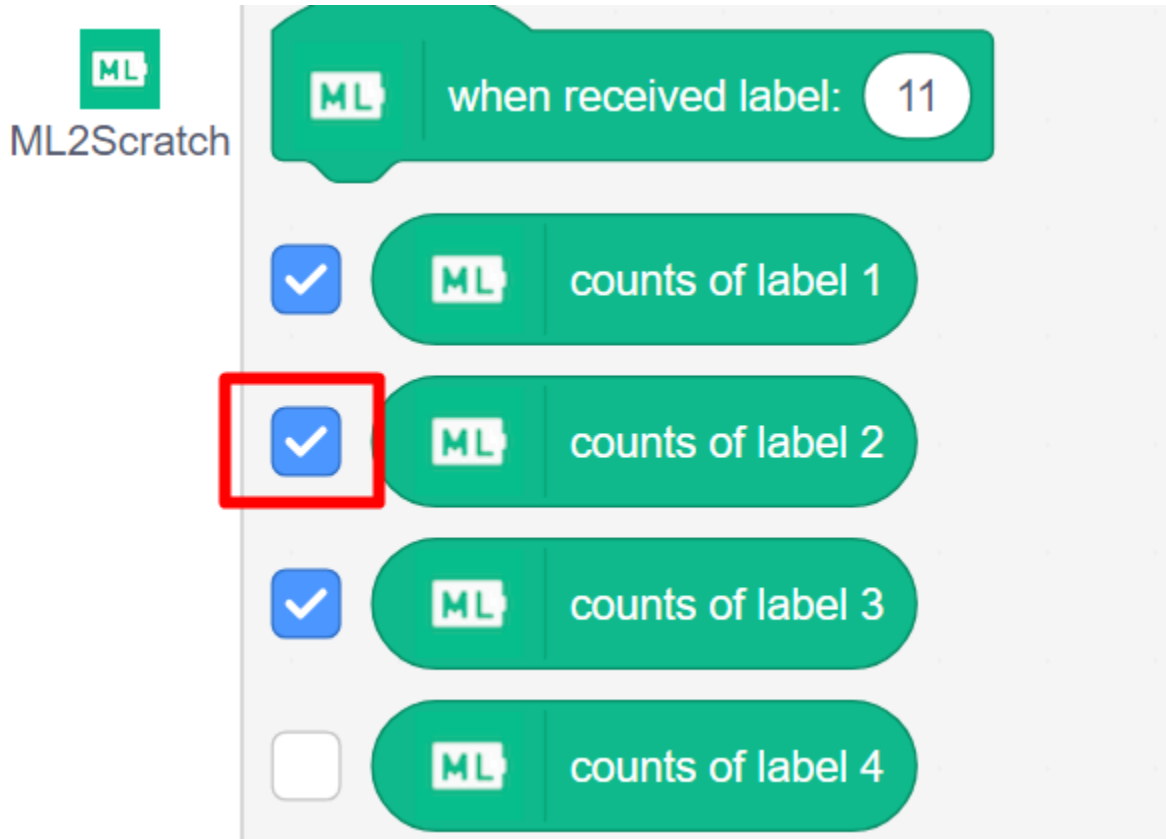 ML
ML2Scratch
ML when received label: 11
ML counts of label 1
ML counts of label 2
ML counts of label 3
ML counts of label 4